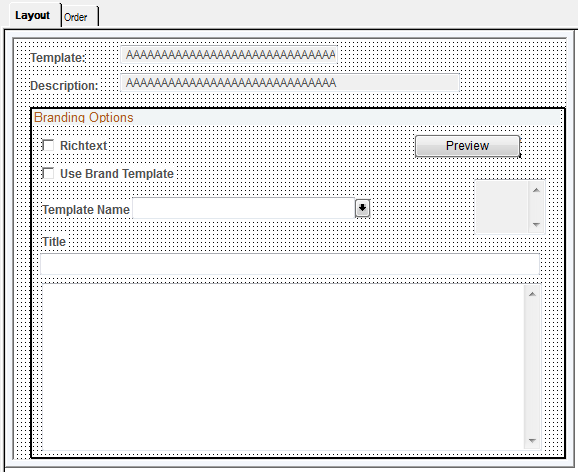 Layout Order
Template: AAAAAAAAAAAAAAAAAAAAAAAAAAAAAA
Description: AAAAAAAAAAAAAAAAAAAAAAAAAAAAAA
Branding Options
Richtext Preview
Use Brand Template
Template Name
Title